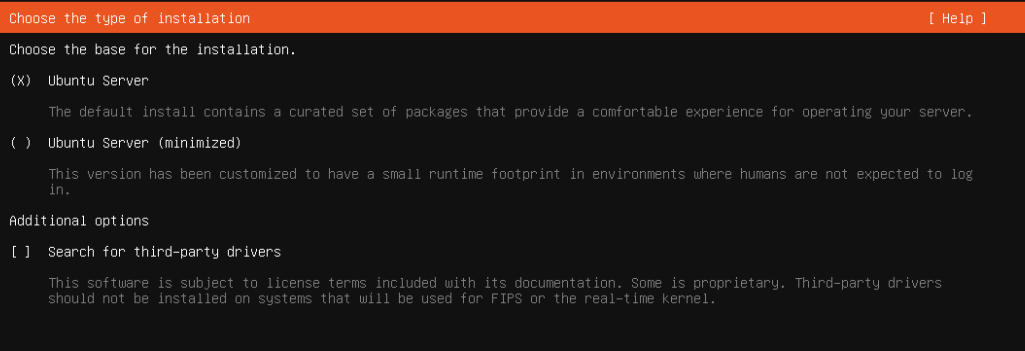 Choose the type of installation [ Help ]
Choose the base for the installation.
(X) Ubuntu Server
The default install contains a curated set of packages that provide a comfortable experience for operating your server.
( ) Ubuntu Server (minimized)
This version has been customized to have a small runtime footprint in environments where humans are not expected to log
in.
Additional options
[ ] Search for third-party drivers
This software is subject to license terms included with its documentation. Some is proprietary. Third-party drivers
should not be installed on systems that will be used for FIPS or the real-time kernel.